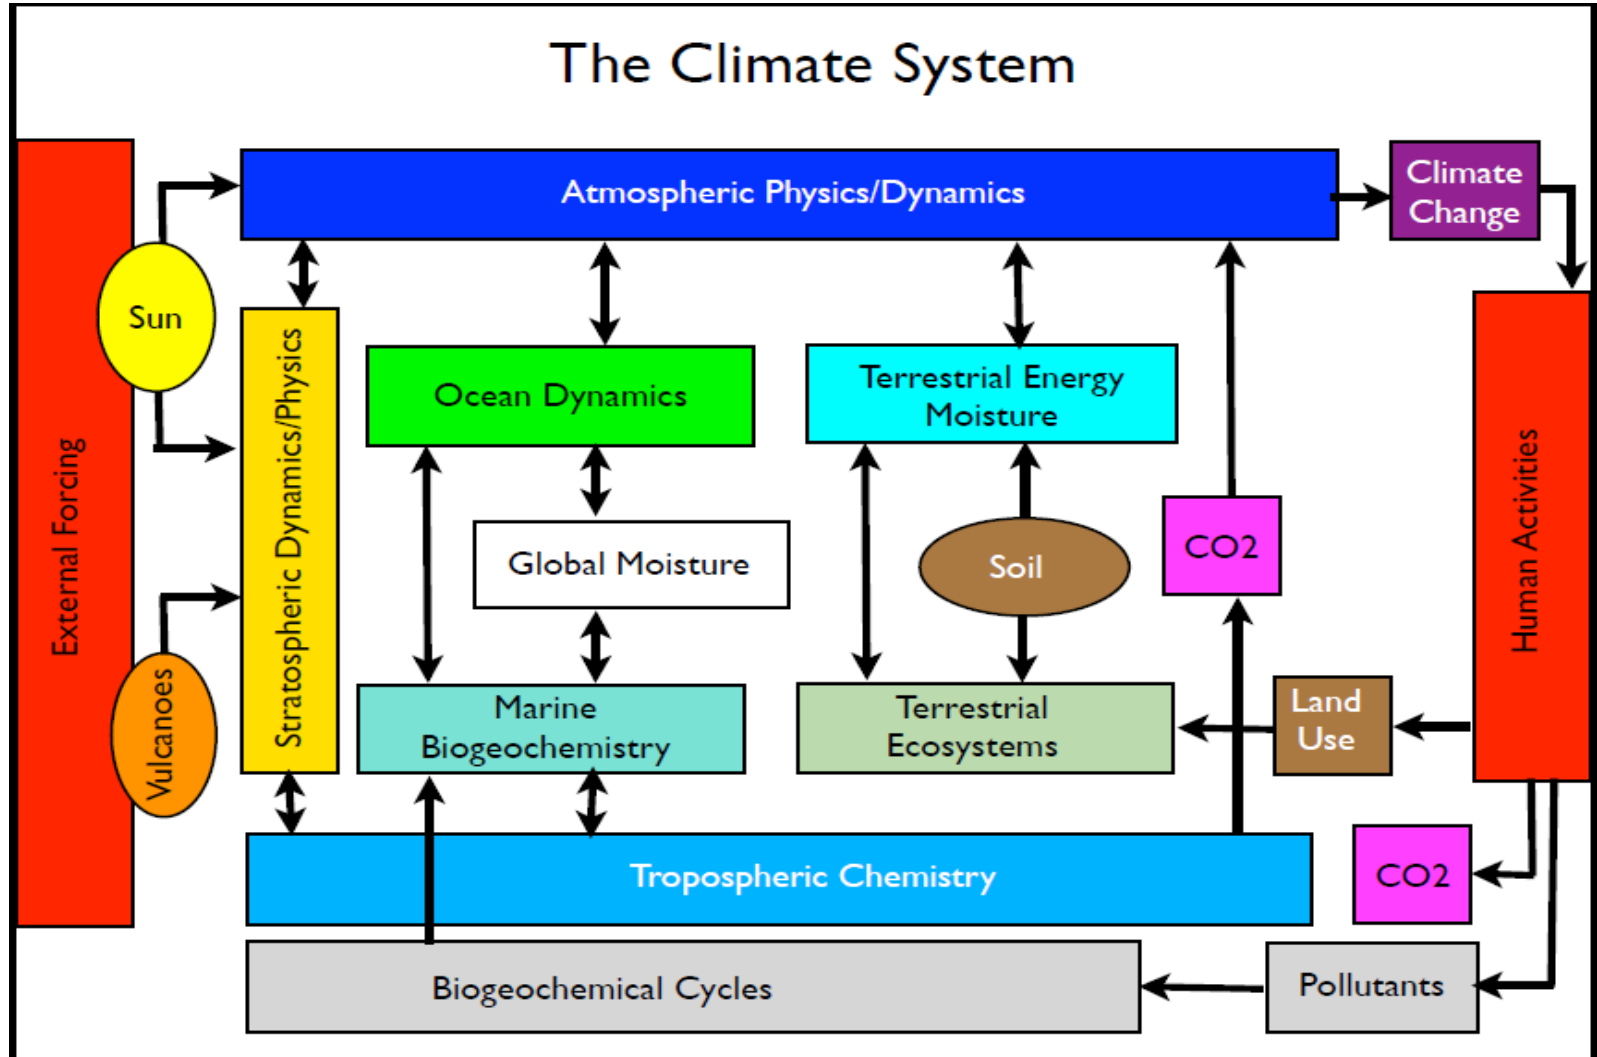 The Climate System
Atmospheric Physics/Dynamics
Climate
Change
Sun
External Forcing
Stratospheric Dynamics/Physics
Ocean Dynamics
Terrestrial Energy
Moisture
Human Activities
Global Moisture
Soil
CO2
Vulcanoes
Marine
Biogeochemistry
Terrestrial
Ecosystems
Land
Use
Tropospheric Chemistry
CO2
Biogeochemical Cycles
Pollutants